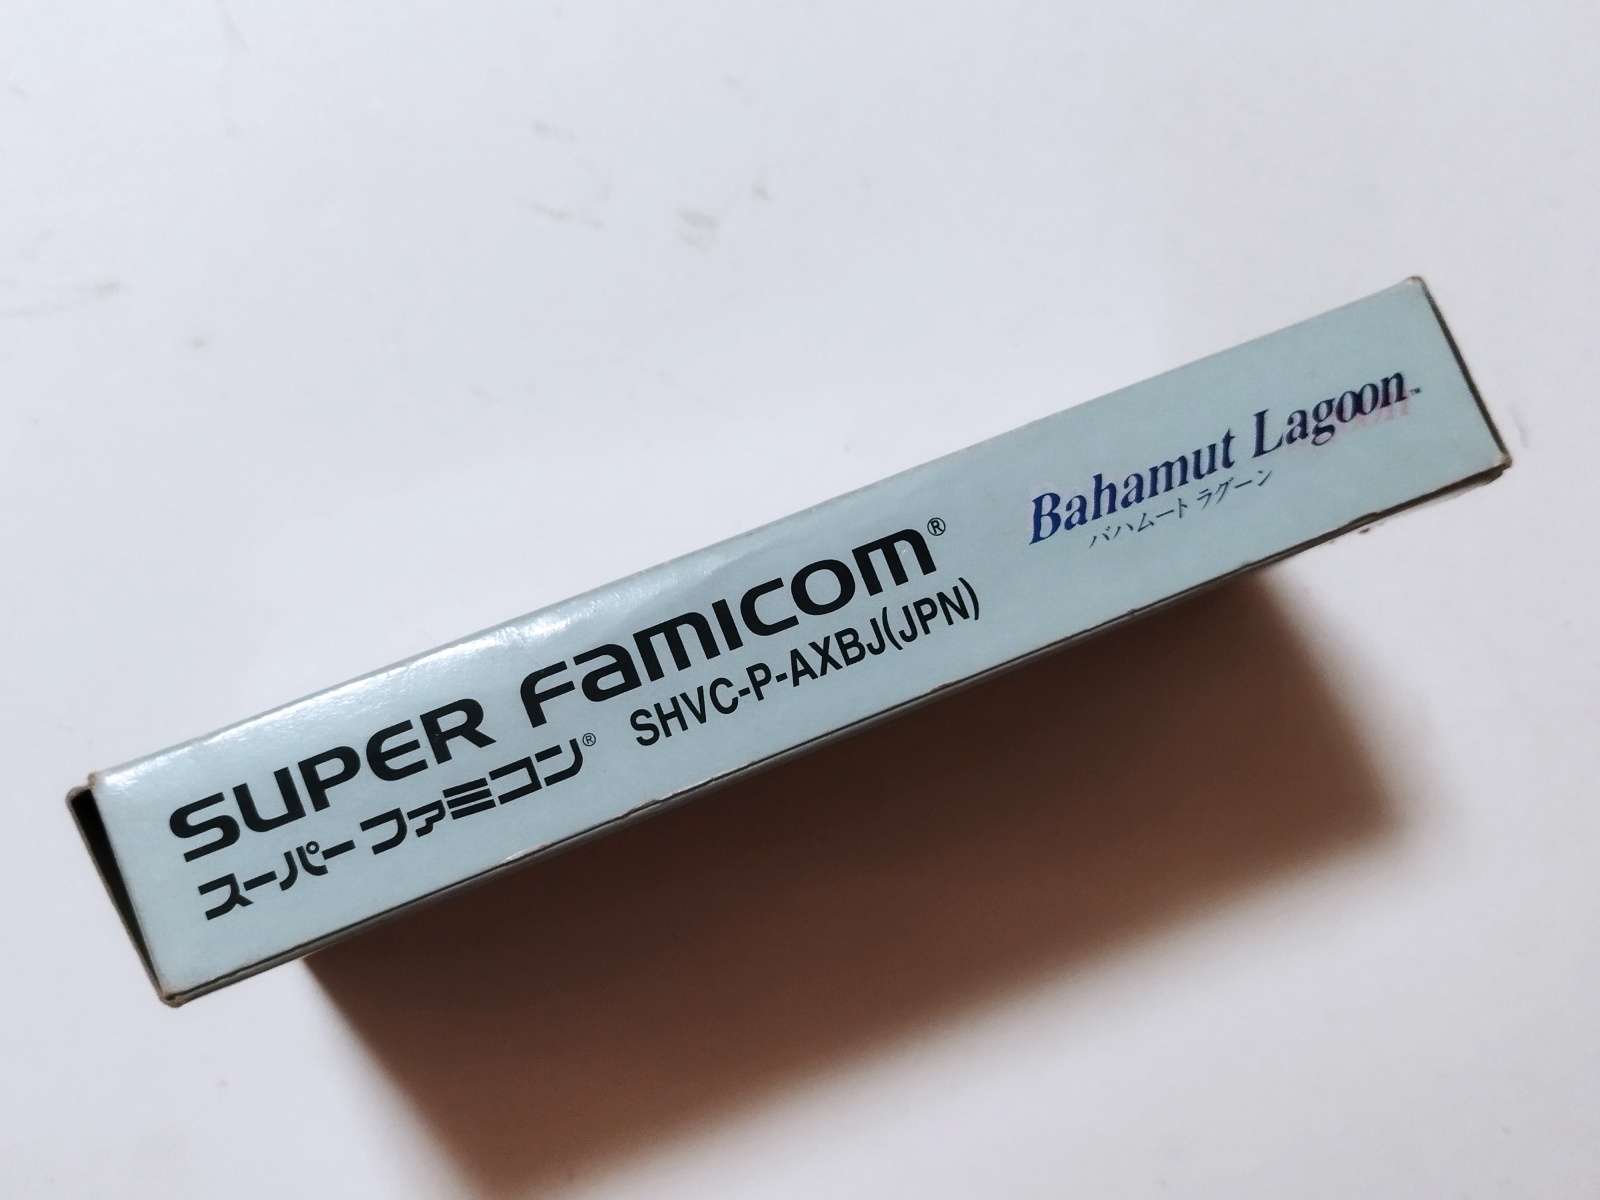 SUPER FAMICOM®
スーパーファミコン® SHVC-P-AXBJ(JPN)
Bahamut Lagoon™
バハムート ラグーン